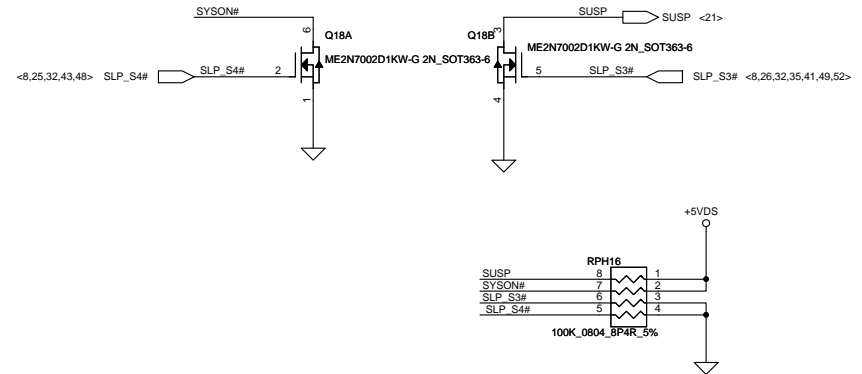 SYSON#
6
Q18A
ME2N7002D1KW-G 2N_SOT363-6
<8,25,32,43,48> SLP_S4#
SLP_S4#
2
1
SUSP
SUSP <21>
3
Q18B
ME2N7002D1KW-G 2N_SOT363-6
5
SLP_S3#
SLP_S3# <8,26,32,35,41,49,52>
4
+5VDS
RPH16
SUSP 8 1
SYSON# 7 2
SLP_S3# 6 3
SLP_S4# 5 4
100K_0804_8P4R_5%